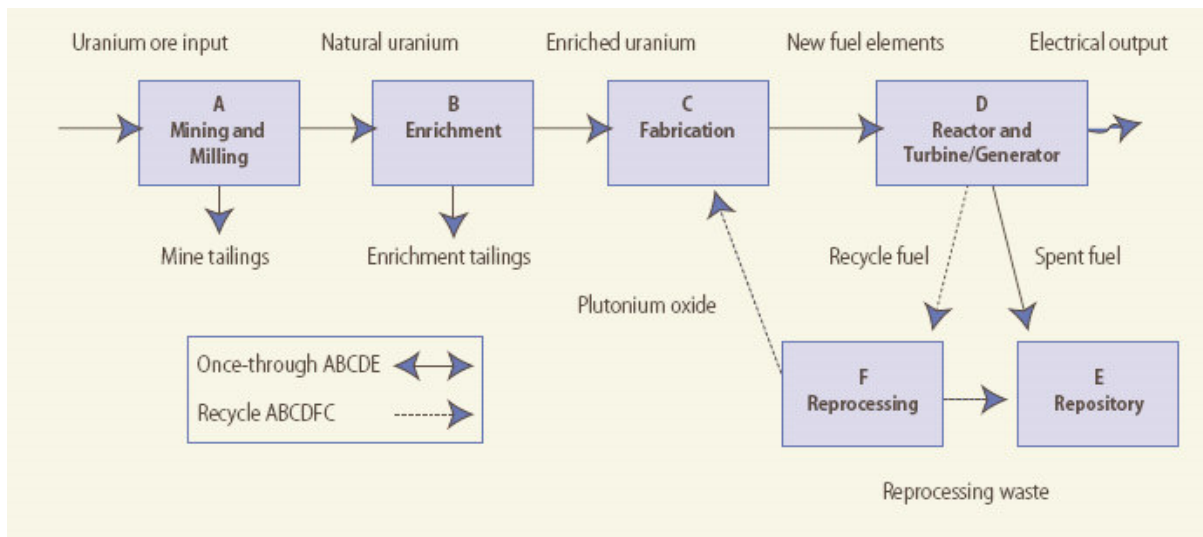 Uranium ore input
Natural uranium
Enriched uranium
New fuel elements
Electrical output
A
Mining and
Milling
B
Enrichment
C
Fabrication
D
Reactor and
Turbine/Generator
Mine tailings
Enrichment tailings
Recycle fuel
Spent fuel
Plutonium oxide
Once-through ABCDE
Recycle ABCDFC
F
Reprocessing
E
Repository
Reprocessing waste